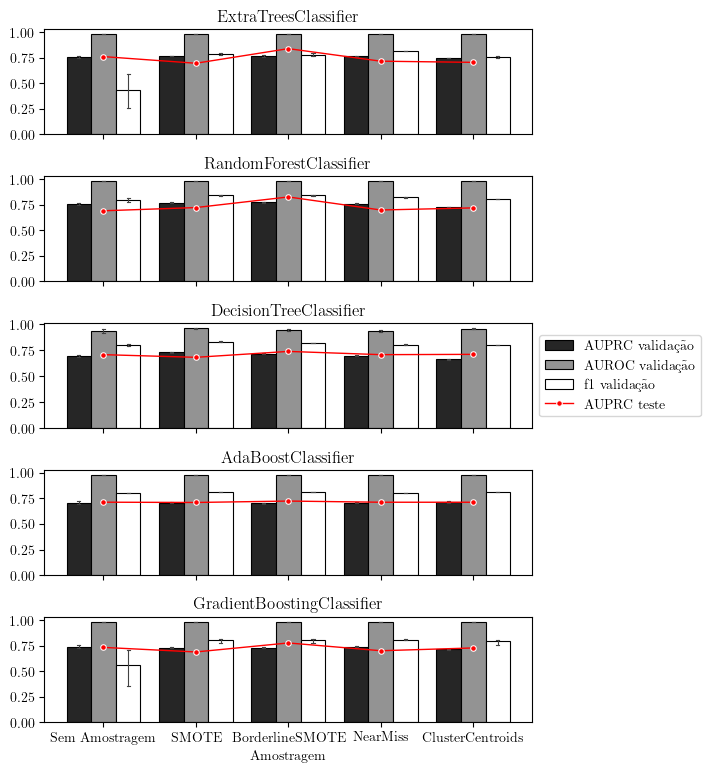 ExtraTreesClassifier
1.00
0.75
0.50
0.25
0.00
RandomForestClassifier
1.00
0.75
0.50
0.25
0.00
DecisionTreeClassifier
1.00
0.75
0.50
0.25
0.00
AUPRC validação
AUROC validação
f1 validação
AUPRC teste
AdaBoostClassifier
1.00
0.75
0.50
0.25
0.00
GradientBoostingClassifier
1.00
0.75
0.50
0.25
0.00
Sem Amostragem SMOTE BorderlineSMOTE NearMiss ClusterCentroids
Amostragem